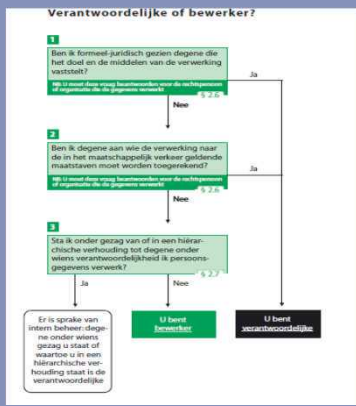 Verantwoordelijke of bewerker?
1
Ben ik formeel-juridisch gezien degene die
het doel en de middelen van de verwerking
vaststelt?
NB: U moet deze vraag beantwoorden voor de rechtspersoon
of organisatie die de gegevens verwerkt
§ 2.6
Ja
Nee
2
Ben ik degene aan wie de verwerking naar
de in het maatschappelijk verkeer geldende
maatstaven moet worden toegerekend?
NB: U moet deze vraag beantwoorden voor de rechtspersoon
of organisatie die de gegevens verwerkt
§ 2.6
Ja
Nee
3
Sta ik onder gezag van of in een hiërar-
chische verhouding tot degene onder
wiens verantwoordelijkheid ik persoons-
gegevens verwerk?
§ 2.7
Ja
Nee
Er is sprake van
intern beheer: dege-
ne onder wiens
gezag u staat of
waartoe u in een
hiërarchische ver-
houding staat is de
verantwoordelijke
U bent
bewerker
U bent
verantwoordelijke